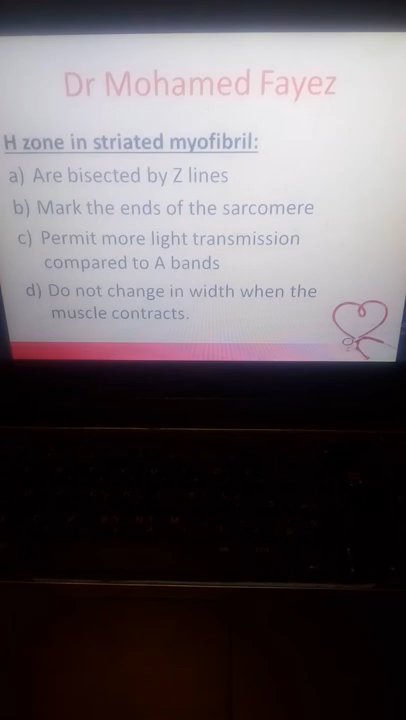 Dr Mohamed Fayez
H zone in striated myofibril:
a) Are bisected by Z lines
b) Mark the ends of the sarcomere
c) Permit more light transmission
compared to A bands
d) Do not change in width when the
muscle contracts.